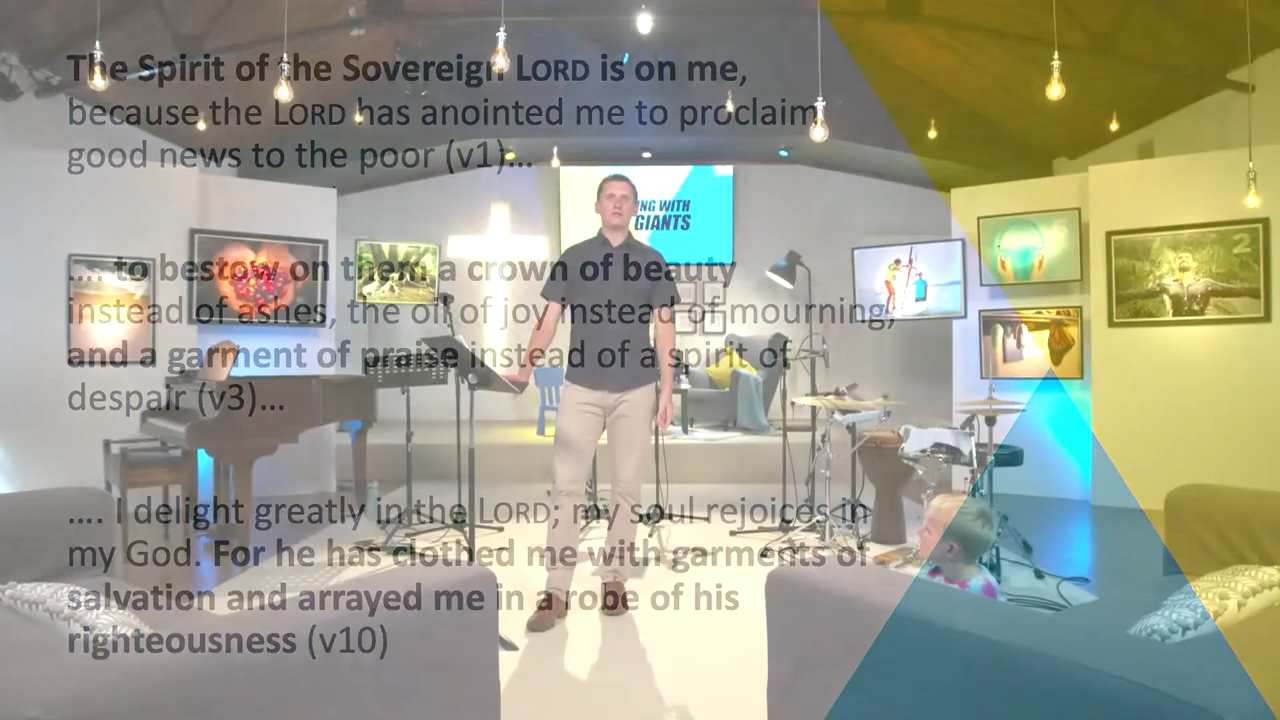 The Spirit of the Sovereign LORD is on me,
because the LORD has anointed me to proclaim
good news to the poor (v1)...
ING WITH
GIANTS
2
.... to bestow on them a crown of beauty
instead of ashes, the oil of joy instead of mourning,
and a garment of praise instead of a spirit of
despair (v3)...
.... I delight greatly in the LORD; my soul rejoices in
my God. For he has clothed me with garments of
salvation and arrayed me in a robe of his
righteousness (v10)